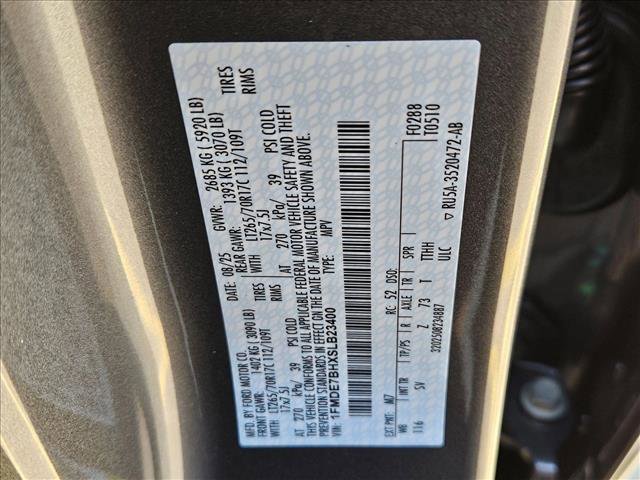 MFD. BY FORD MOTOR CO.
DATE: 08/25 GVWR: 2685 KG ( 5920 LB)
FRONT GAWR: 1402 KG ( 3090 LB) REAR GAWR: 1393 KG ( 3070 LB)
WITH LT265/70R17C 112/109T TIRES WITH LT265/70R17C 112/109T TIRES
17x7.5J RIMS 17x7.5J RIMS
AT 270 kPa/ 39 PSI COLD AT 270 kPa/ 39 PSI COLD
THIS VEHICLE CONFORMS TO ALL APPLICABLE FEDERAL MOTOR VEHICLE SAFETY AND THEFT
PREVENTION STANDARDS IN EFFECT ON THE DATE OF MANUFACTURE SHOWN ABOVE.
VIN: 1FMDE7BHXSLB23400 TYPE: MPV
F0288
T0510
EXT PNT: M7 RC: 52 DSO:
WB INT TR TP/PS R AXLE TR SPR
116 SV Z 73 T TTHH
3202508234887 ULC
▽ RU5A-3520472-AB